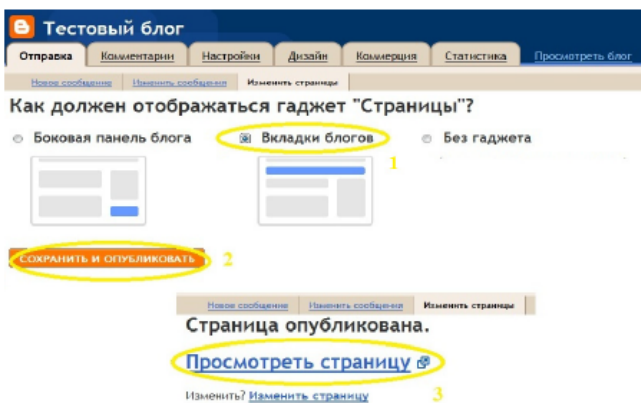 Тестовый блог
Отправка Комментарии Настройки Дизайн Коммерция Статистика Просмотреть блог
Новое сообщение Изменить сообщения Изменить страницы
Как должен отображаться гаджет "Страницы"?
Боковая панель блога Вкладки блогов Без гаджета
1
СОХРАНИТЬ И ОПУБЛИКОВАТЬ 2
Новое сообщение Изменить сообщения Изменить страницы
Страница опубликована.
Просмотреть страницу
Изменить? Изменить страницу 3